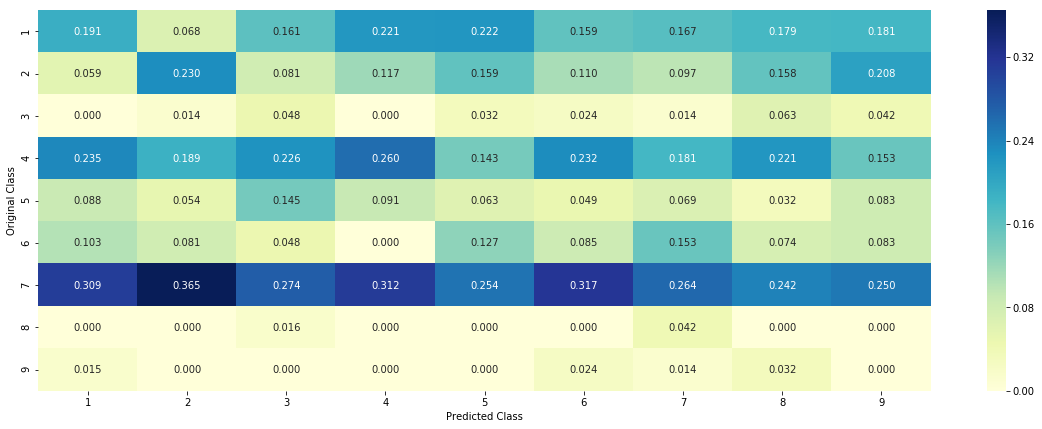 1 0.191 0.068 0.161 0.221 0.222 0.159 0.167 0.179 0.181
2 0.059 0.230 0.081 0.117 0.159 0.110 0.097 0.158 0.208
3 0.000 0.014 0.048 0.000 0.032 0.024 0.014 0.063 0.042
4 0.235 0.189 0.226 0.260 0.143 0.232 0.181 0.221 0.153
5 0.088 0.054 0.145 0.091 0.063 0.049 0.069 0.032 0.083
6 0.103 0.081 0.048 0.000 0.127 0.085 0.153 0.074 0.083
7 0.309 0.365 0.274 0.312 0.254 0.317 0.264 0.242 0.250
8 0.000 0.000 0.016 0.000 0.000 0.000 0.042 0.000 0.000
9 0.015 0.000 0.000 0.000 0.000 0.024 0.014 0.032 0.000
1 2 3 4 5 6 7 8 9
Predicted Class
Original Class
0.32
0.24
0.16
0.08
0.00